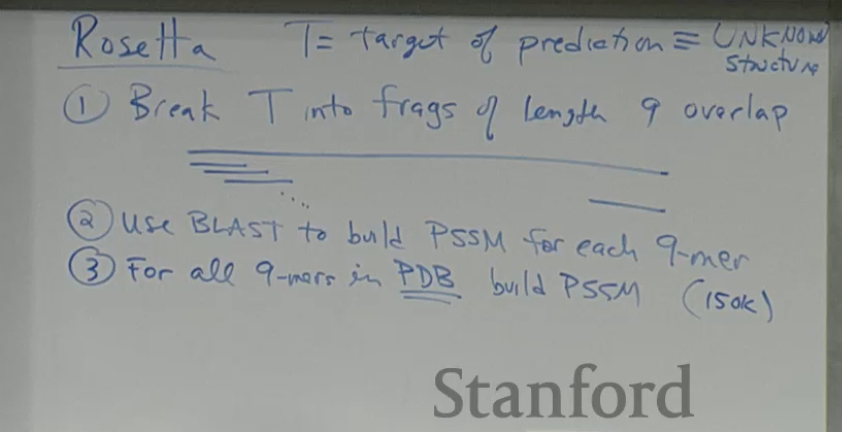 Rosetta T= target of prediction ≡ UNKNOWN
structure
① Break T into frags of length 9 overlap
② Use BLAST to build PSSM for each 9-mer
③ For all 9-mers in PDB build PSSM (150k)
Stanford